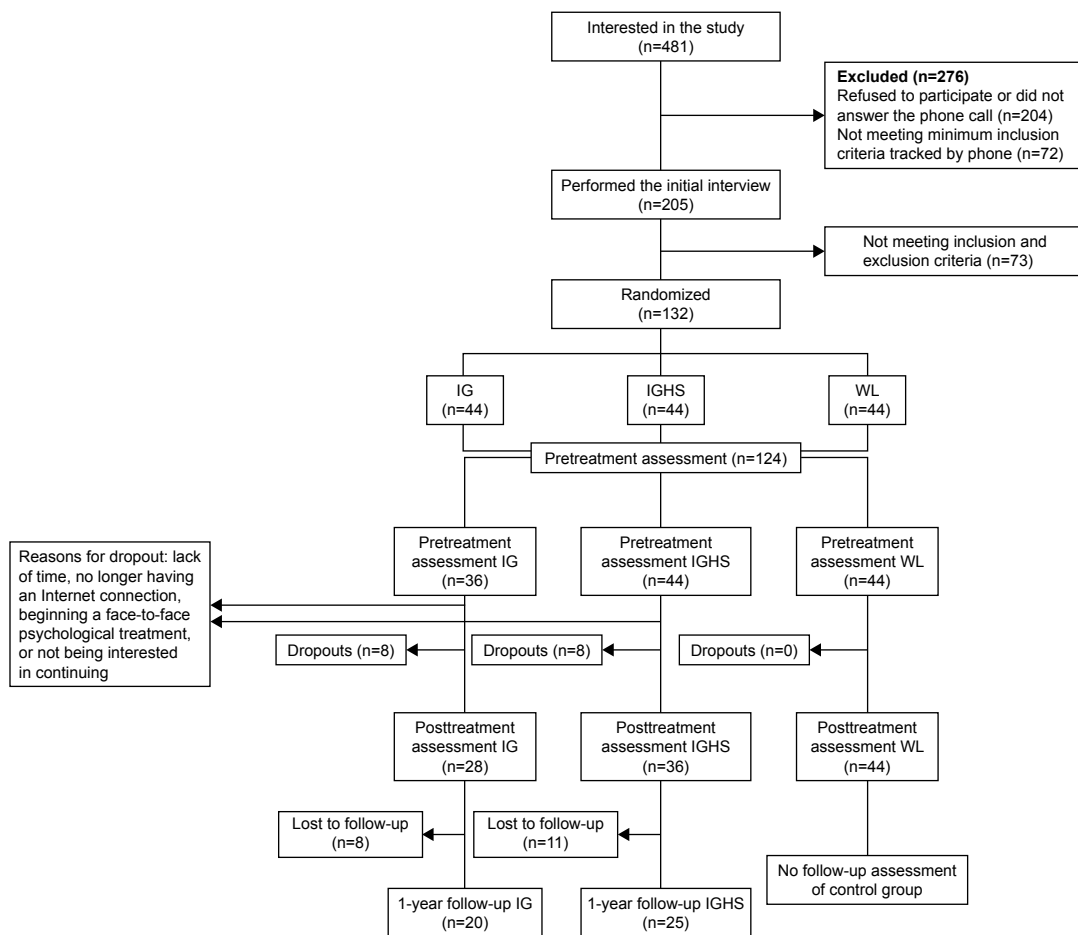 Interested in the study
(n=481)
Excluded (n=276)
Refused to participate or did not
answer the phone call (n=204)
Not meeting minimum inclusion
criteria tracked by phone (n=72)
Performed the initial interview
(n=205)
Not meeting inclusion and
exclusion criteria (n=73)
Randomized
(n=132)
IG
(n=44)
IGHS
(n=44)
WL
(n=44)
Pretreatment assessment (n=124)
Pretreatment
assessment IG
(n=36)
Pretreatment
assessment IGHS
(n=44)
Pretreatment
assessment WL
(n=44)
Reasons for dropout: lack
of time, no longer having
an Internet connection,
beginning a face-to-face
psychological treatment,
or not being interested
in continuing
Dropouts (n=8)
Dropouts (n=8)
Dropouts (n=0)
Posttreatment
assessment IG
(n=28)
Posttreatment
assessment IGHS
(n=36)
Posttreatment
assessment WL
(n=44)
Lost to follow-up
(n=8)
Lost to follow-up
(n=11)
No follow-up assessment
of control group
1-year follow-up IG
(n=20)
1-year follow-up IGHS
(n=25)